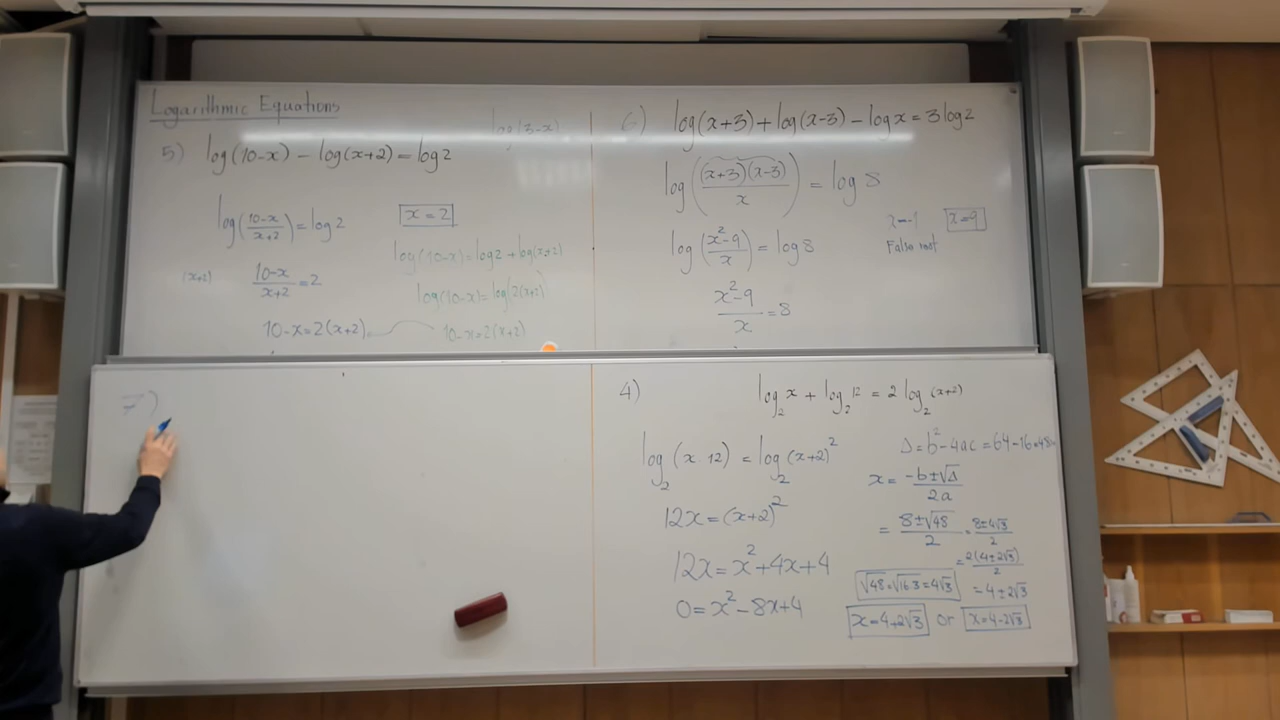 Logarithmic Equations
log(3-x)
5) log(10-x) - log(x+2) = log2
log((10-x)/(x+2)) = log2
x=2
log(10-x)=log2+log(x+2)
(x+2) (10-x)/(x+2) = 2
log(10-x)=log(2(x+2))
10-x=2(x+2)
10-x=2(x+2)
6) log(x+3)+log(x-3)-logx=3log2
log((x+3)(x-3)/x) = log 8
log((x²-9)/x) = log8
x=-1 x=9
False root
(x²-9)/x = 8
7)
4) log₂x + log₂12 = 2 log₂(x+2)
log₂(x·12) = log₂(x+2)²
12x=(x+2)²
12x=x²+4x+4
0=x²-8x+4
Δ=b²-4ac=64-16=48
x= (-b±√Δ)/2a
= (8±√48)/2 = (8±4√3)/2
= 2(4±2√3)/2
√48=√16·3=4√3
= 4±2√3
x=4+2√3 or x=4-2√3